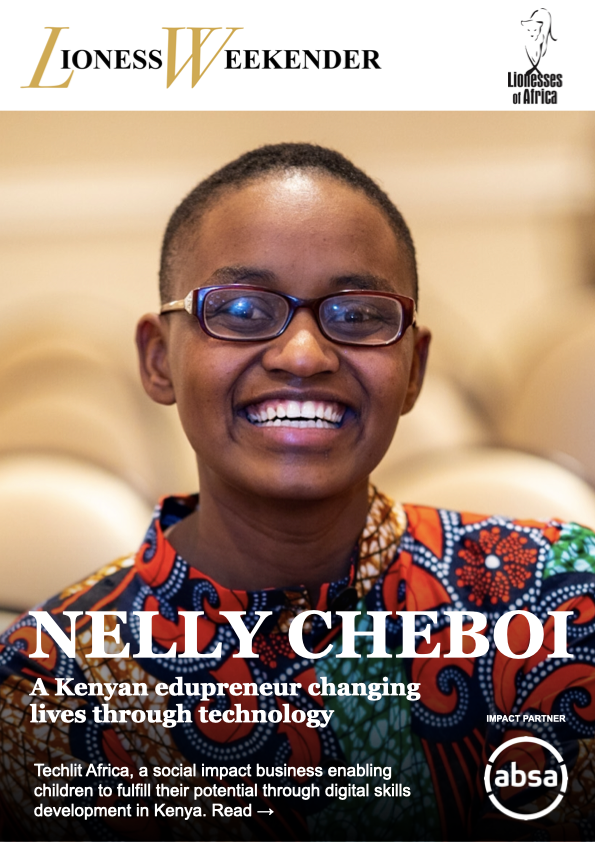 LIONESS WEEKENDER
Lionesses
of Africa
NELLY CHEBOI
A Kenyan edupreneur changing
lives through technology
IMPACT PARTNER
absa
Techlit Africa, a social impact business enabling
children to fulfill their potential through digital skills
development in Kenya. Read →